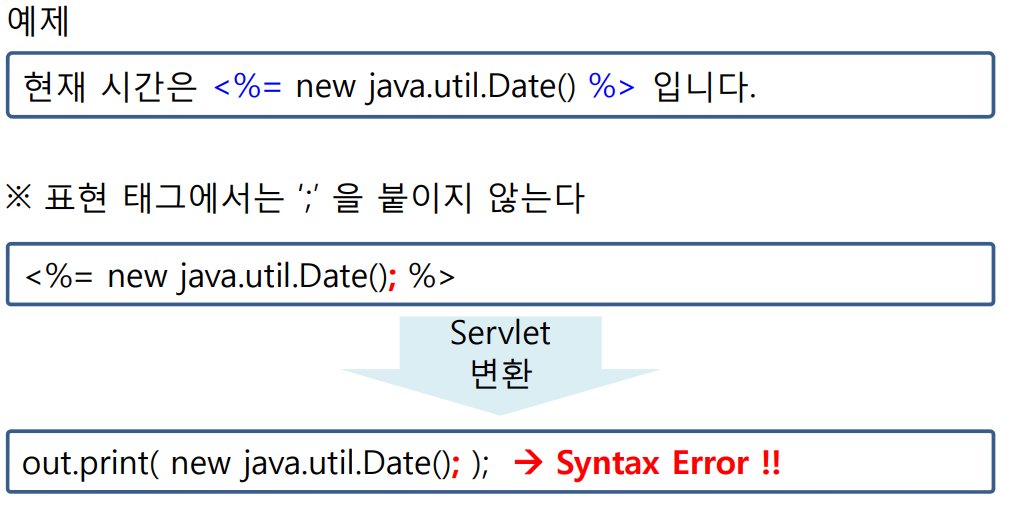 예제
현재 시간은 <%= new java.util.Date() %> 입니다.
※ 표현 태그에서는 ';' 을 붙이지 않는다
<%= new java.util.Date(); %>
Servlet
변환
out.print( new java.util.Date(); ); → Syntax Error !!